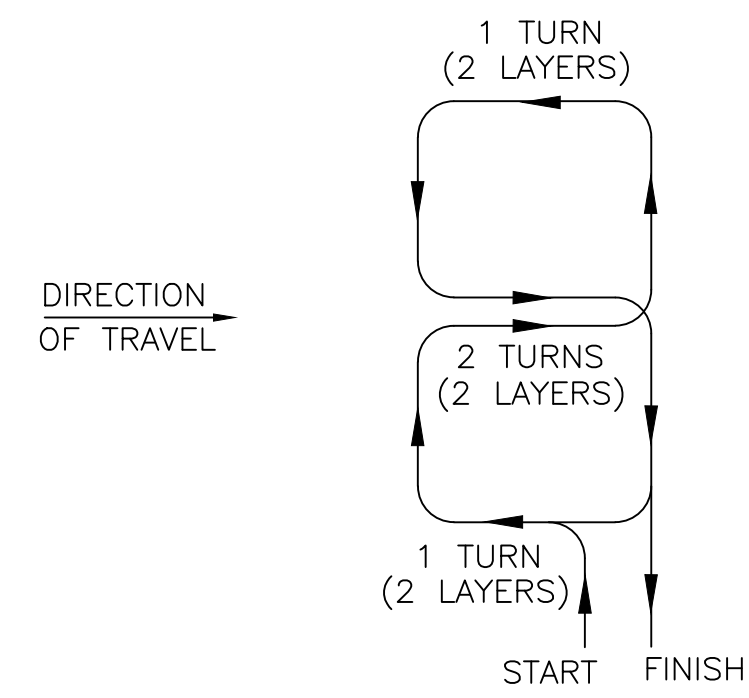 1 TURN
(2 LAYERS)
DIRECTION
OF TRAVEL
2 TURNS
(2 LAYERS)
1 TURN
(2 LAYERS)
START
FINISH